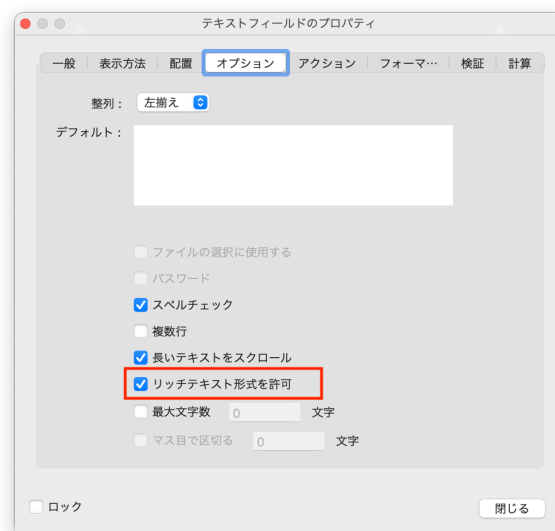 テキストフィールドのプロパティ
一般 表示方法 配置 オプション アクション フォーマ… 検証 計算
整列： 左揃え
デフォルト：
ファイルの選択に使用する
パスワード
スペルチェック
複数行
長いテキストをスクロール
リッチテキスト形式を許可
最大文字数 0 文字
マス目で区切る 0 文字
ロック 閉じる